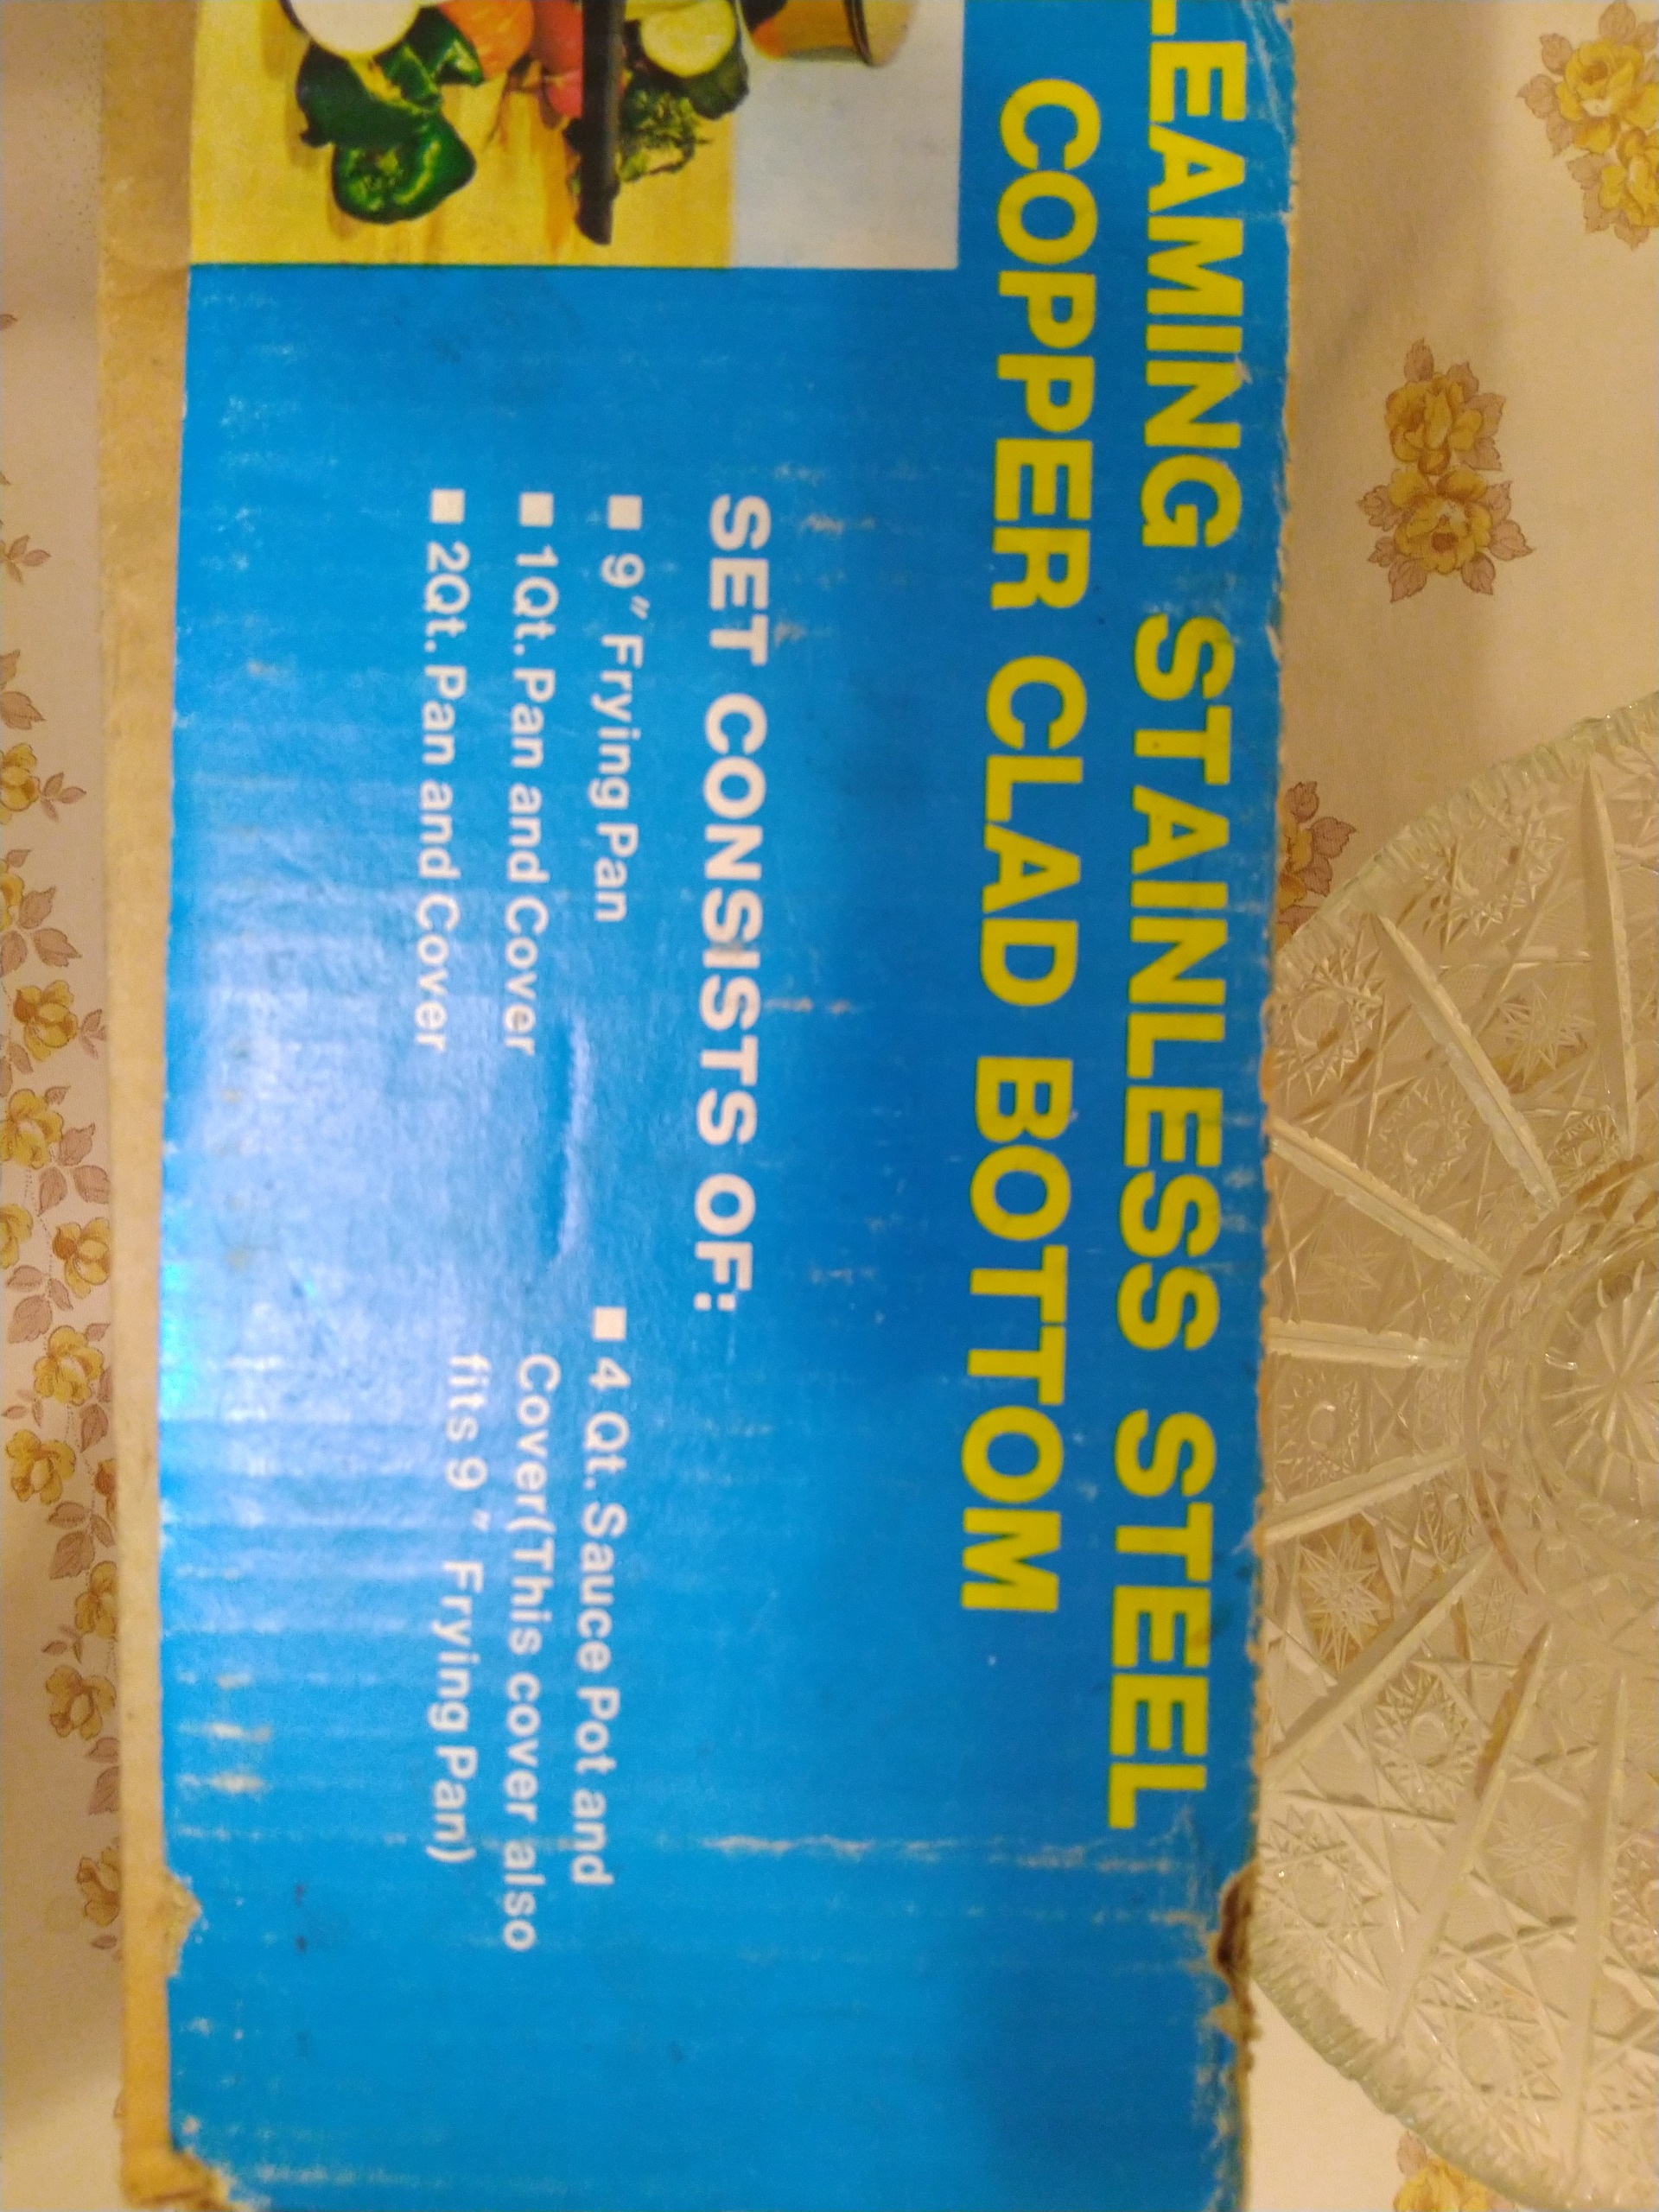 LEAMING STAINLESS STEEL
COPPER CLAD BOTTOM
SET CONSISTS OF:
■ 9" Frying Pan
■ 1Qt. Pan and Cover
■ 2Qt. Pan and Cover
■ 4 Qt. Sauce Pot and
Cover(This cover also
fits 9" Frying Pan)